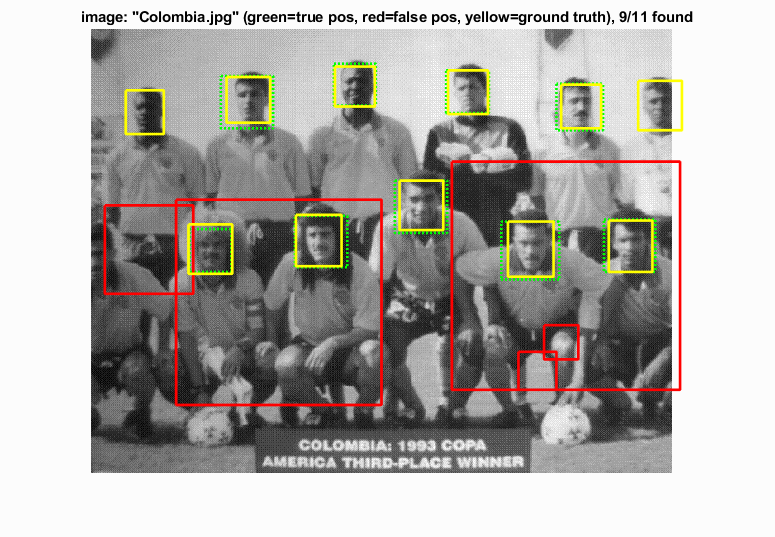 image: "Colombia.jpg" (green=true pos, red=false pos, yellow=ground truth), 9/11 found
COLOMBIA: 1993 COPA
AMERICA THIRD-PLACE WINNER